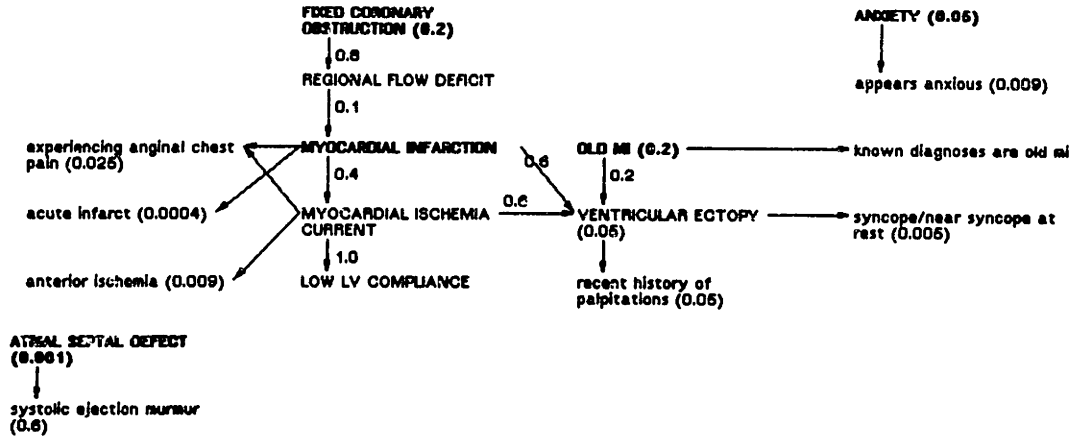 FIXED CORONARY
OBSTRUCTION (0.2)
ANXIETY (0.05)
0.8
REGIONAL FLOW DEFICIT
appears anxious (0.009)
0.1
experiencing anginal chest
pain (0.025)
MYOCARDIAL INFARCTION
0.6
OLD MI (0.2)
known diagnoses are old mi
0.4
0.2
acute infarct (0.0004)
MYOCARDIAL ISCHEMIA
CURRENT
0.6
VENTRICULAR ECTOPY
(0.05)
syncope/near syncope at
rest (0.005)
1.0
anterior ischemia (0.009)
LOW LV COMPLIANCE
recent history of
palpitations (0.05)
ATRIAL SEPTAL DEFECT
(0.001)
systolic ejection murmur
(0.6)